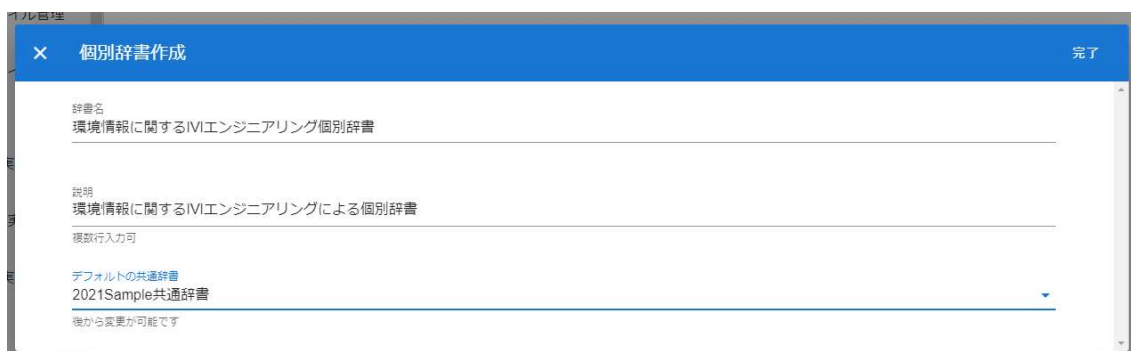 イル管理
× 個別辞書作成 完了
辞書名
環境情報に関するIVIエンジニアリング個別辞書
説明
環境情報に関するIVIエンジニアリングによる個別辞書
複数行入力可
デフォルトの共通辞書
2021Sample共通辞書
後から変更が可能です